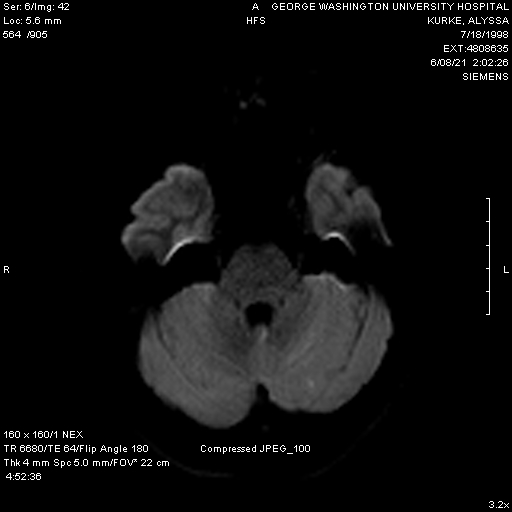 Ser: 6/Img: 42
Loc: 5.6 mm
564 /905
A
HFS
GEORGE WASHINGTON UNIVERSITY HOSPITAL
KURKE, ALYSSA
7/18/1998
EXT:4808635
6/08/21 2:02:26
SIEMENS
R
L
160 x 160/1 NEX
TR 6680/TE 64/Flip Angle 180
Thk 4 mm Spc 5.0 mm/FOV* 22 cm
4:52:36
Compressed JPEG_100
3.2x